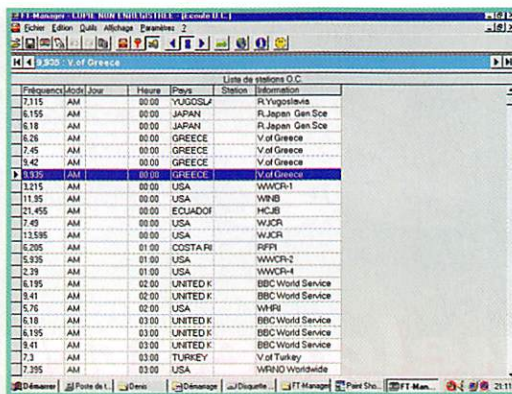 FT-Manager - COPIE NON ENREGISTREE - [Ecoute O.C.]
Fichier Edition Outils Affichage Paramètres ?
9,935 : V.of Greece
Liste de stations O.C.
Fréquence Mode Jour Heure Pays Station Information
7,115 AM 00:00 YUGOSLA R.Yugoslavia
6,155 AM 00:00 JAPAN R.Japan Gen.Sce
6,18 AM 00:00 JAPAN R.Japan Gen.Sce
6,26 AM 00:00 GREECE V.of Greece
7,45 AM 00:00 GREECE V.of Greece
9,42 AM 00:00 GREECE V.of Greece
9,935 AM 00:00 GREECE V.of Greece
3,215 AM 00:00 USA WWCR-1
11,95 AM 00:00 USA WINB
21,455 AM 00:00 ECUADOR HCJB
7,49 AM 00:00 USA WJCR
13,595 AM 00:00 USA WJCR
6,205 AM 01:00 COSTA RI RFPI
5,935 AM 01:00 USA WWCR-2
2,39 AM 01:00 USA WWCR-4
6,195 AM 02:00 UNITED K BBC World Service
9,41 AM 02:00 UNITED K BBC World Service
5,76 AM 02:00 USA WHRI
6,18 AM 03:00 UNITED K BBC World Service
6,195 AM 03:00 UNITED K BBC World Service
9,41 AM 03:00 UNITED K BBC World Service
7,3 AM 03:00 TURKEY V.of Turkey
7,395 AM 03:00 USA WRNO Worldwide
Démarrer Poste de t... Denis Démarrage Disquette... FT-Manager Paint Sho... FT-Man... 21:11